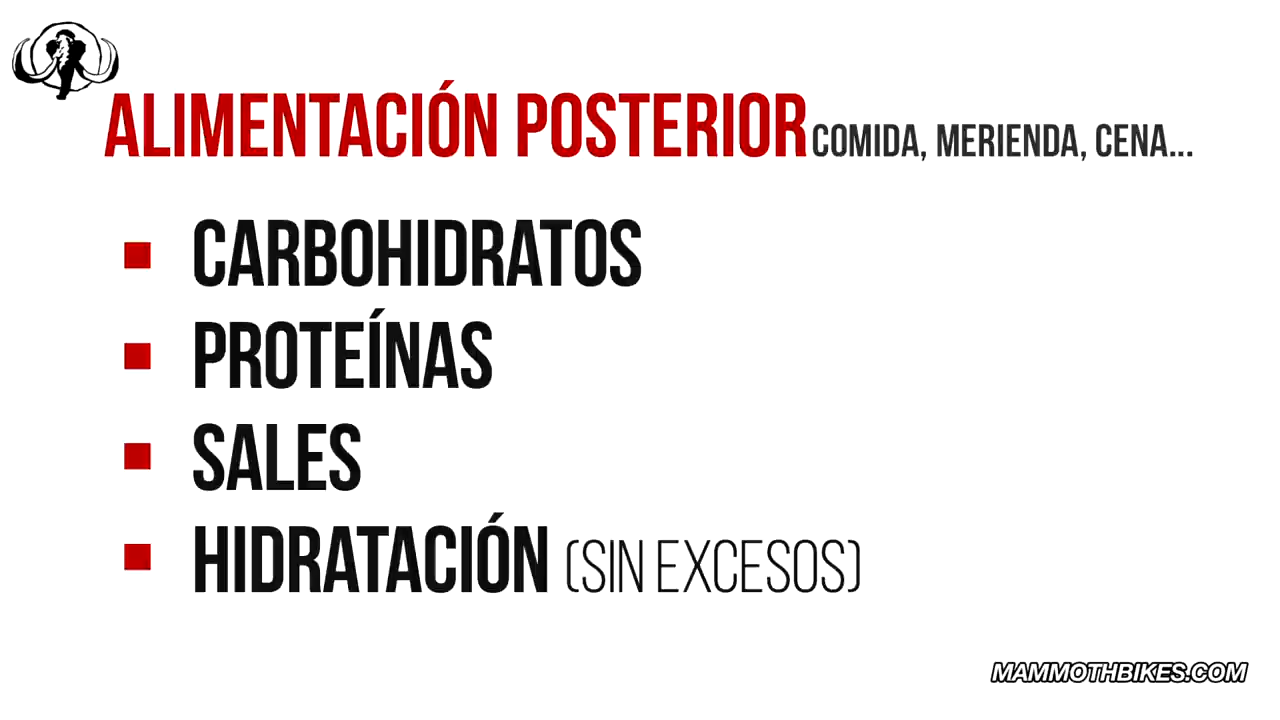 ALIMENTACIÓN POSTERIOR COMIDA, MERIENDA, CENA...
CARBOHIDRATOS
PROTEÍNAS
SALES
HIDRATACIÓN (SIN EXCESOS)
MAMMOTHBIKES.COM